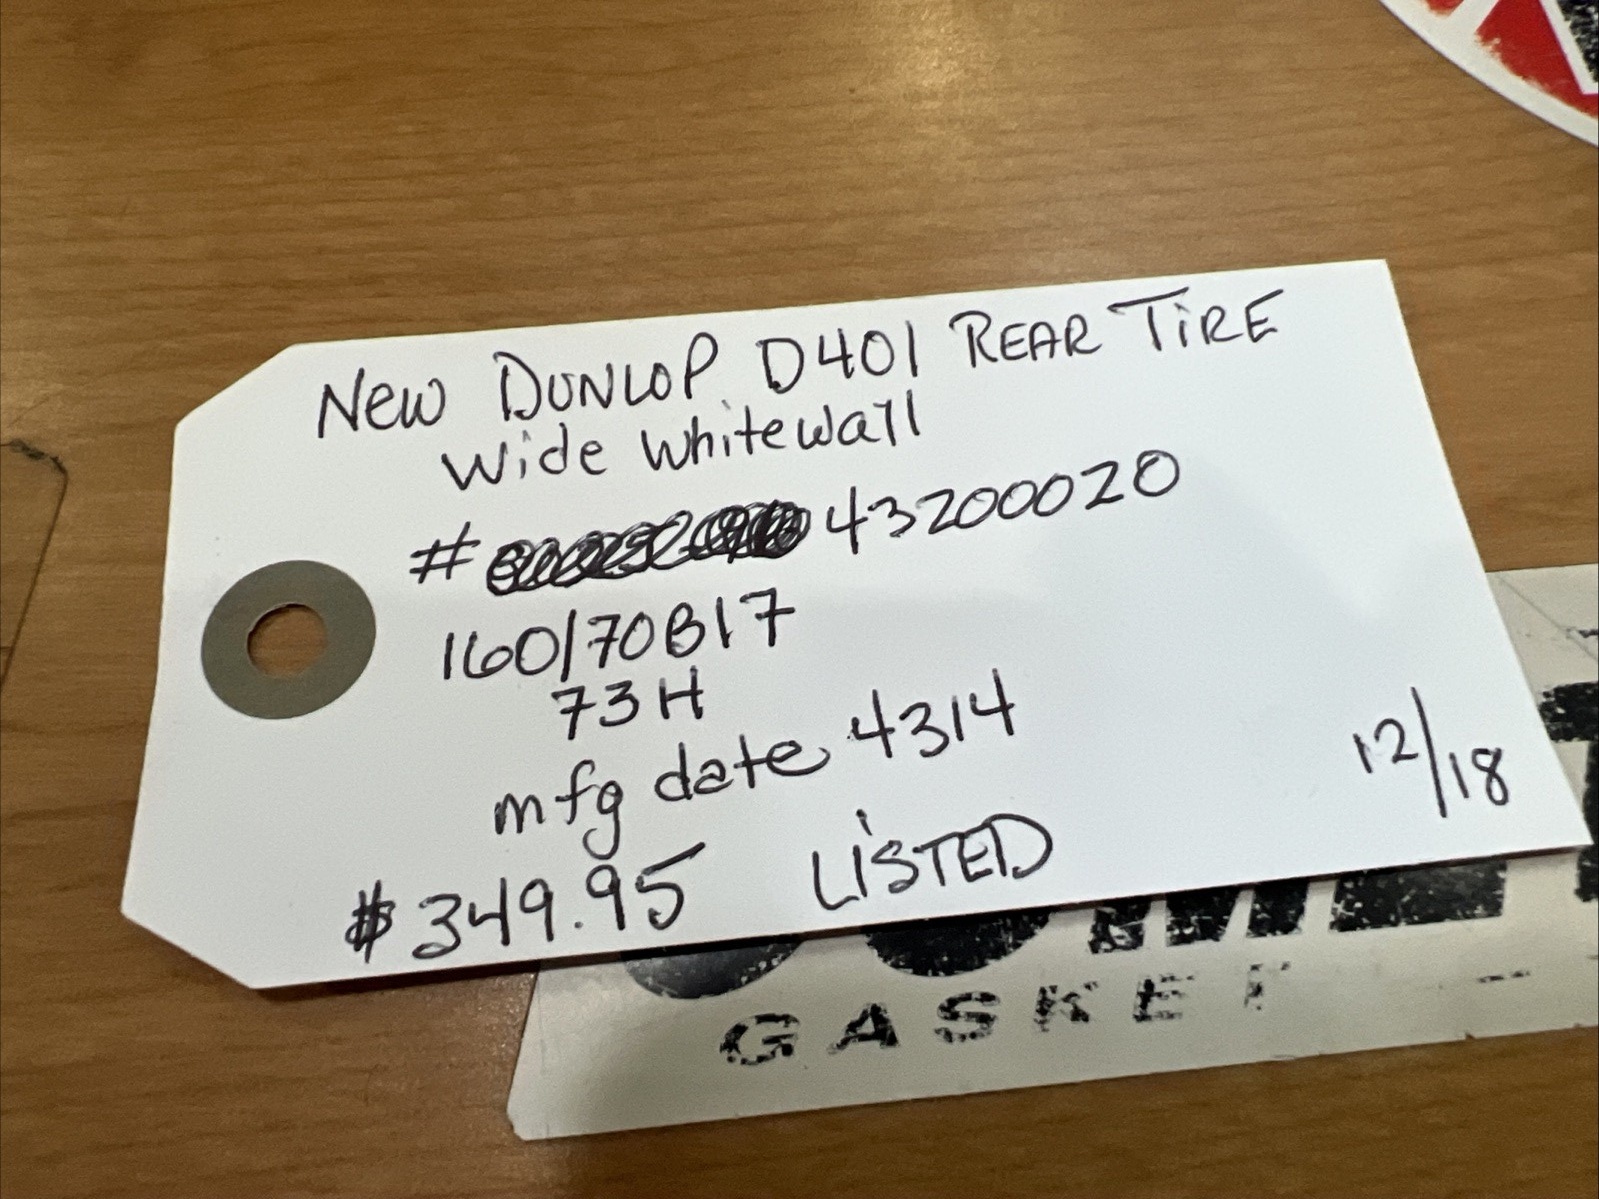 New DUNLOP D401 REAR TIRE
wide whitewall
# 43200020
160/70B17
73H
mfg date 4314
$349.95 LISTED 12/18
GASKET